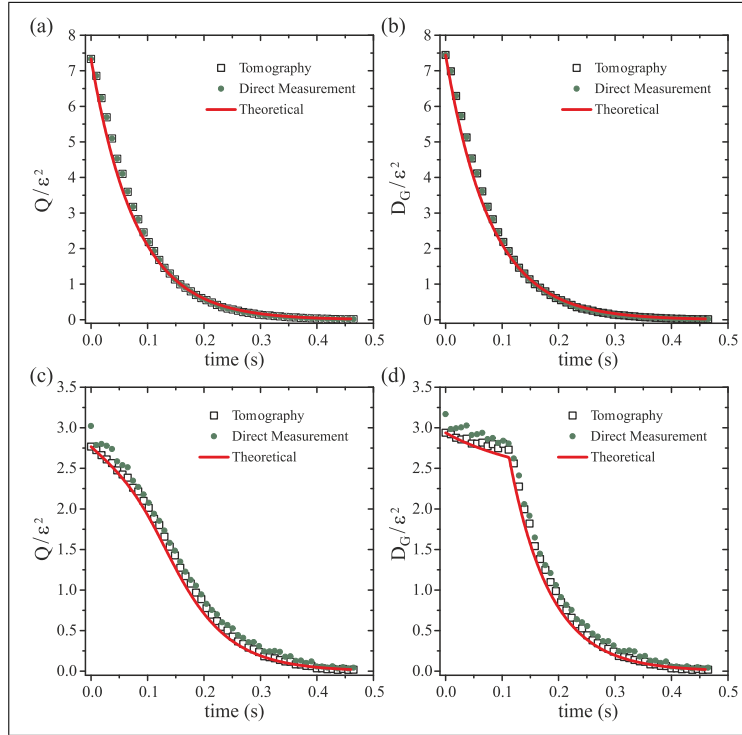 (a)
8
7
6
5
4
3
2
1
0
Q/ε²
Tomography
Direct Measurement
Theoretical
0.0 0.1 0.2 0.3 0.4 0.5
time (s)
(b)
8
7
6
5
4
3
2
1
0
D_G/ε²
Tomography
Direct Measurement
Theoretical
0.0 0.1 0.2 0.3 0.4 0.5
time (s)
(c)
3.5
3.0
2.5
2.0
1.5
1.0
0.5
0.0
Q/ε²
Tomography
Direct Measurement
Theoretical
0.0 0.1 0.2 0.3 0.4 0.5
time (s)
(d)
3.5
3.0
2.5
2.0
1.5
1.0
0.5
0.0
D_G/ε²
Tomography
Direct Measurement
Theoretical
0.0 0.1 0.2 0.3 0.4 0.5
time (s)